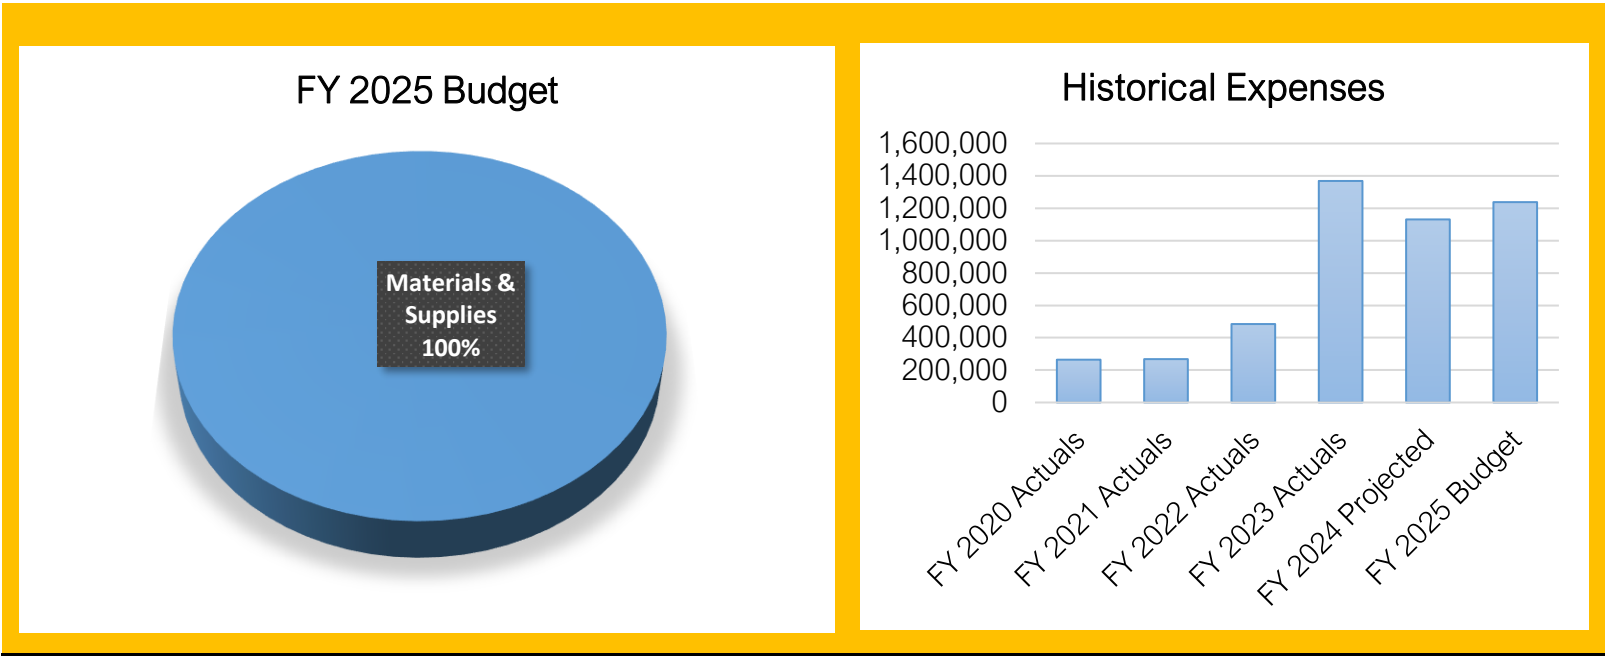 FY 2025 Budget
Materials &
Supplies
100%
Historical Expenses
1,600,000
1,400,000
1,200,000
1,000,000
800,000
600,000
400,000
200,000
0
FY 2020 Actuals
FY 2021 Actuals
FY 2022 Actuals
FY 2023 Actuals
FY 2024 Projected
FY 2025 Budget